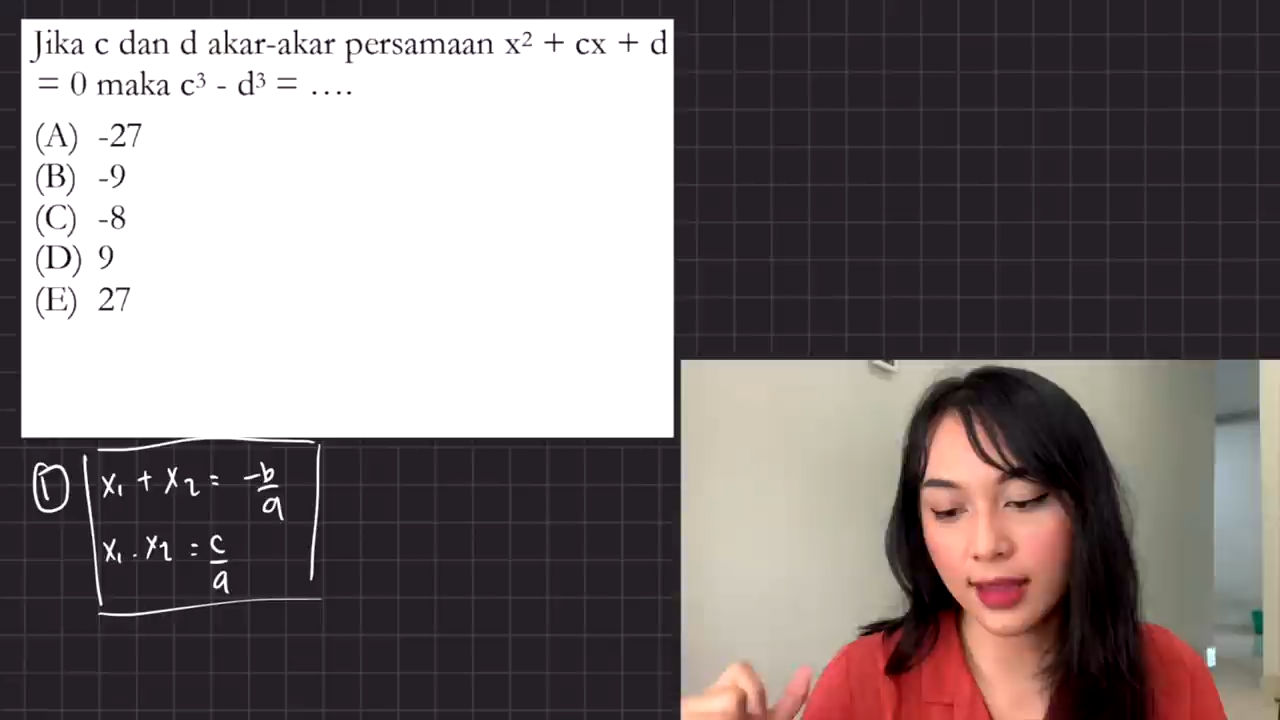 Jika c dan d akar-akar persamaan x² + cx + d
= 0 maka c³ - d³ = ….
(A) -27
(B) -9
(C) -8
(D) 9
(E) 27
① x₁ + x₂ = -b/a
x₁ . x₂ = c/a